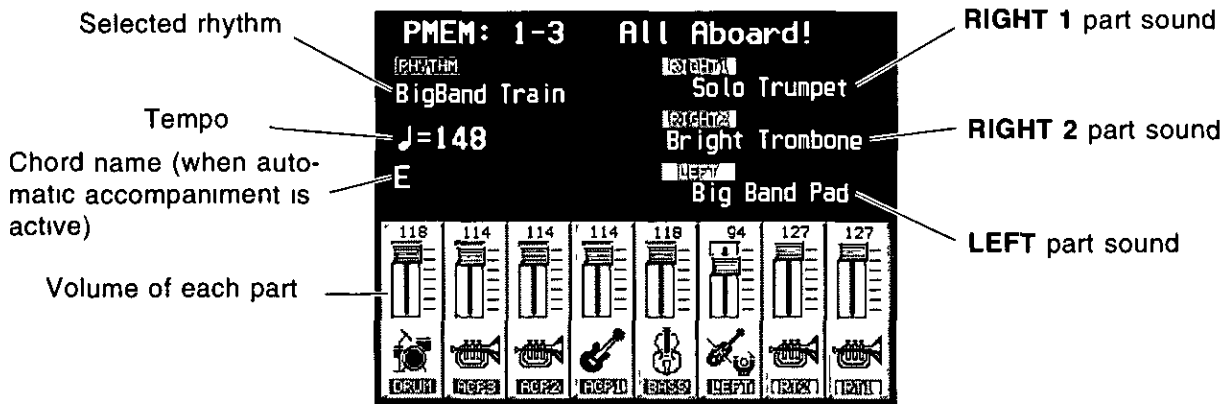 Selected rhythm
Tempo
Chord name (when auto-
matic accompaniment is
active)
Volume of each part
PMEM: 1-3 All Aboard!
RHYTHM
BigBand Train
♩=148
E
RIGHT1
Solo Trumpet
RIGHT2
Bright Trombone
LEFT
Big Band Pad
118 114 114 114 118 94 127 127
DRUM ACP3 ACP2 ACP1 BASS LEFT RT2 RT1
RIGHT 1 part sound
RIGHT 2 part sound
LEFT part sound